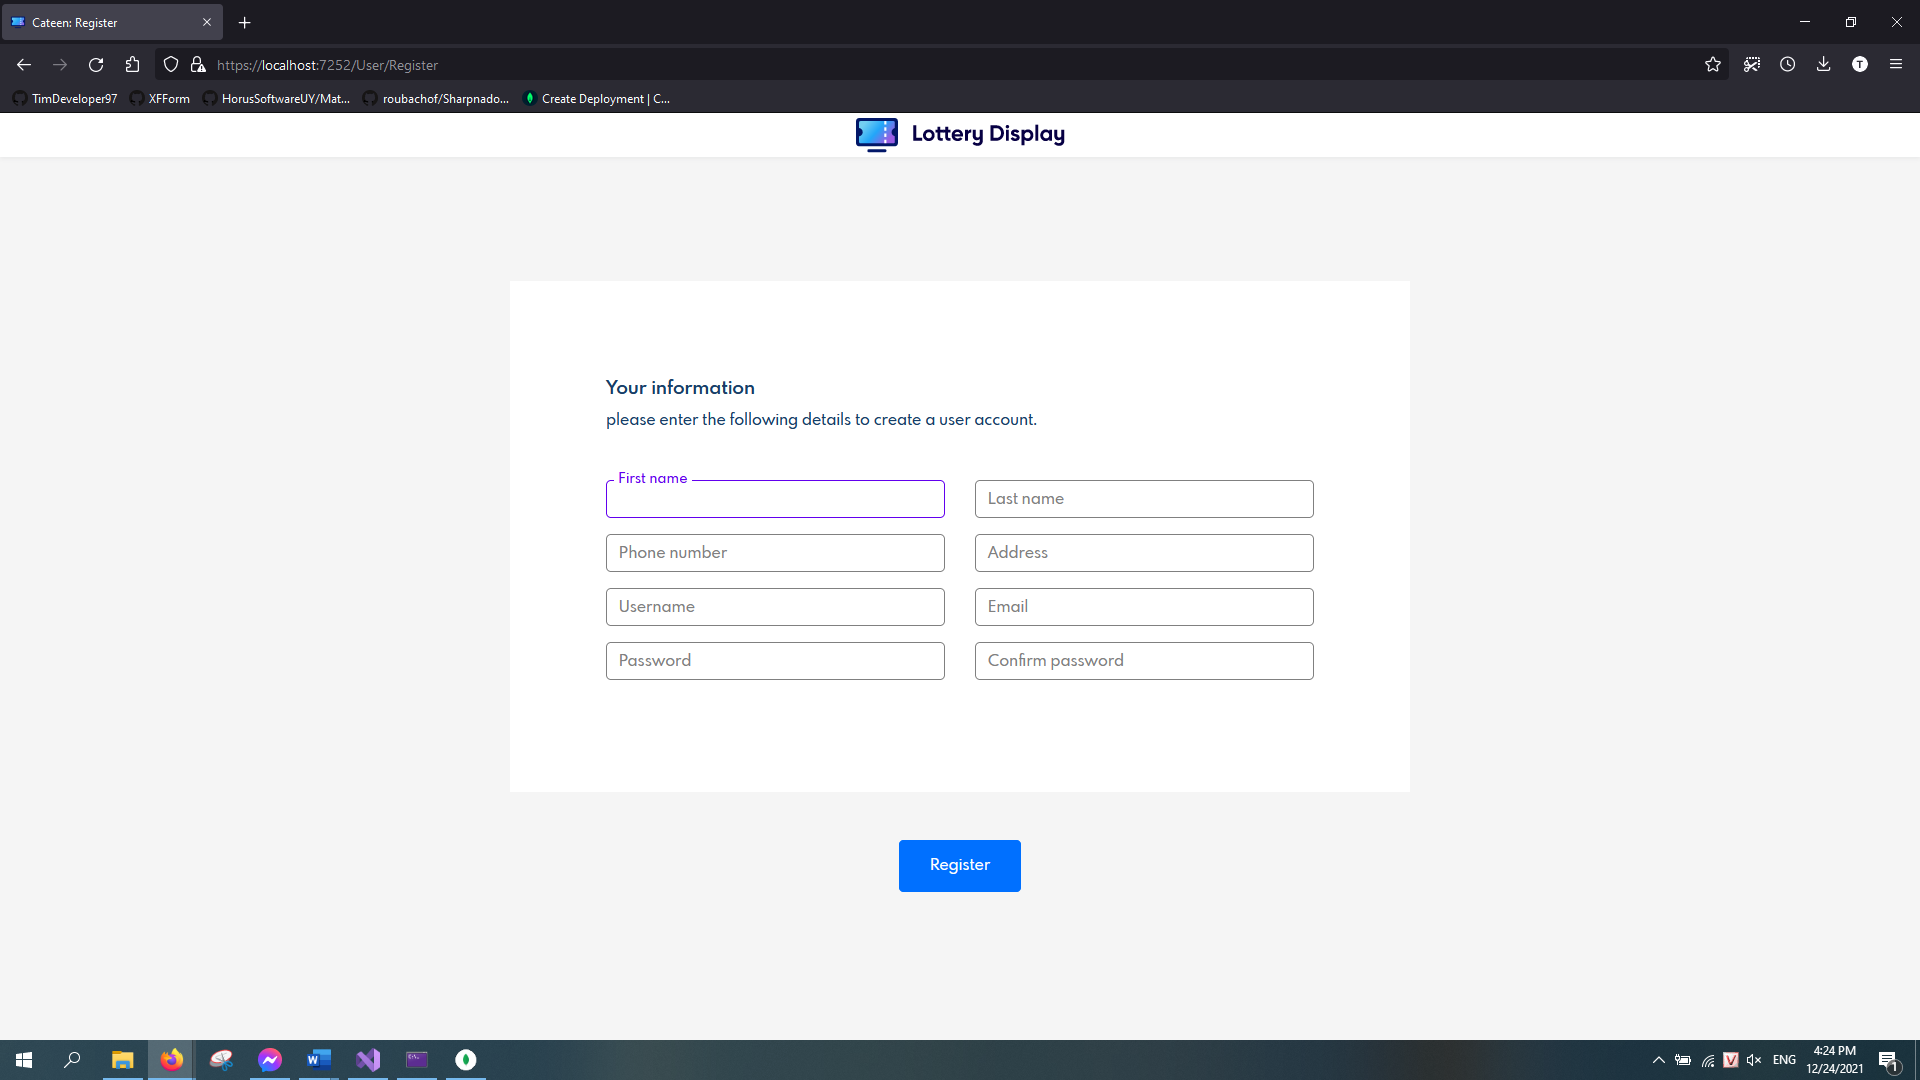 Cateen: Register
https://localhost:7252/User/Register
T
TimDeveloper97 XFForm HorusSoftwareUY/Mat... roubachof/Sharpnado... Create Deployment | C...
Lottery Display
Your information
please enter the following details to create a user account.
First name
Last name
Phone number
Address
Username
Email
Password
Confirm password
Register
W
V
ENG
4:24 PM
12/24/2021
1